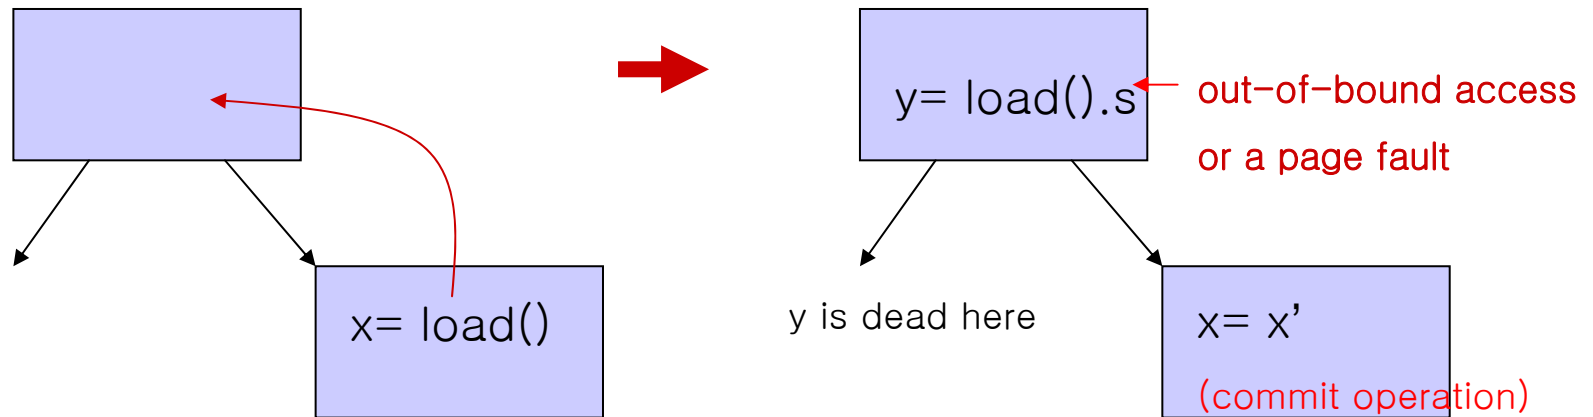 x= load()
y= load().s
out-of-bound access
or a page fault
y is dead here
x= x’
(commit operation)